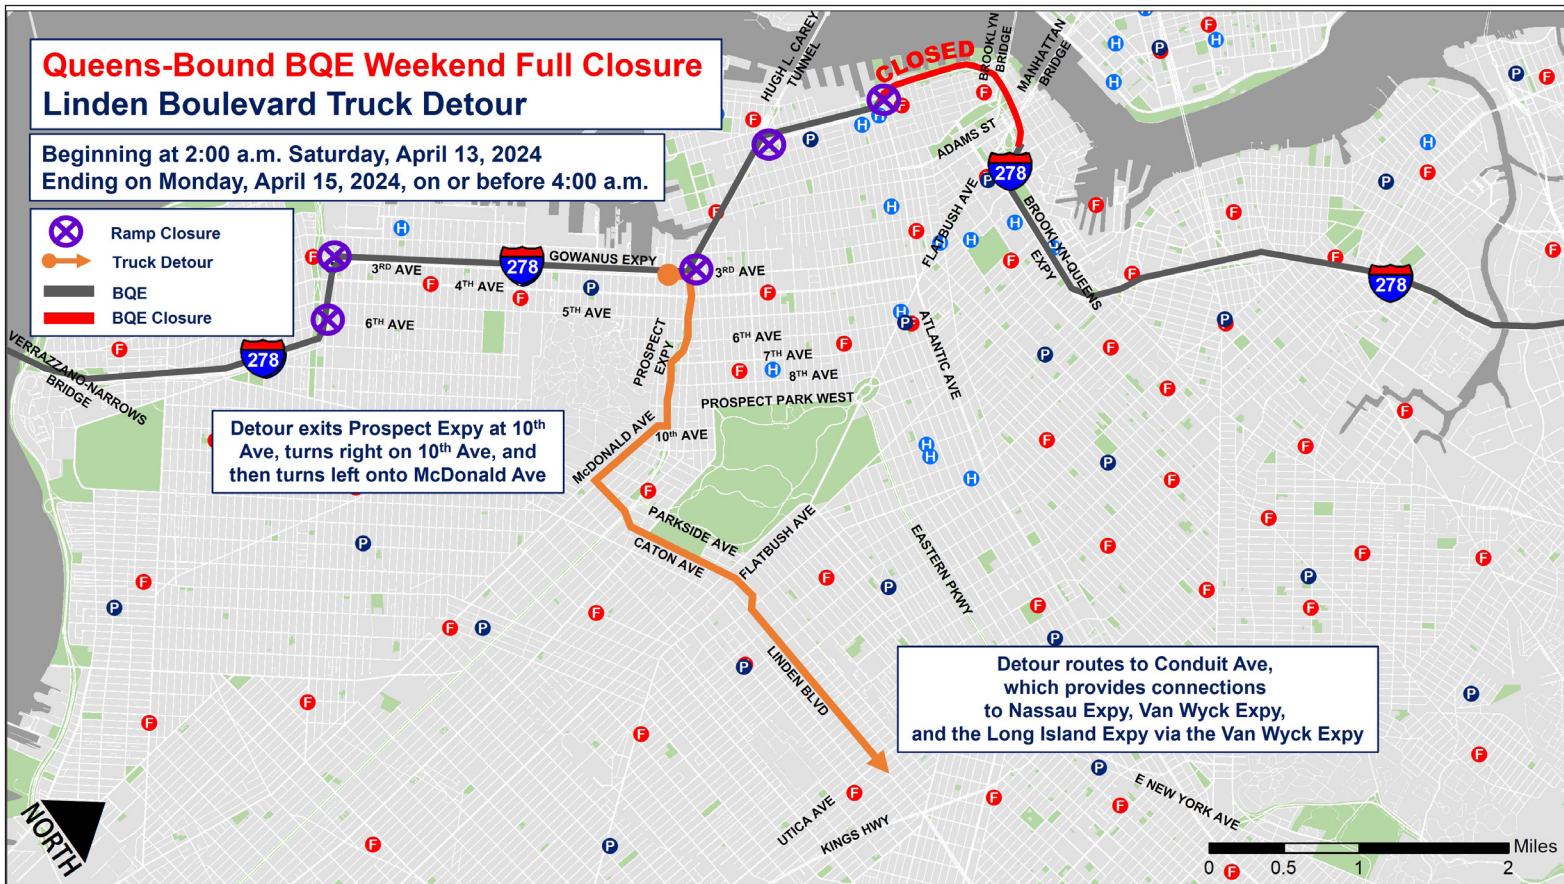 Queens-Bound BQE Weekend Full Closure
Linden Boulevard Truck Detour
Beginning at 2:00 a.m. Saturday, April 13, 2024
Ending on Monday, April 15, 2024, on or before 4:00 a.m.
Ramp Closure
Truck Detour
BQE
BQE Closure
HUGH L. CAREY
TUNNEL
CLOSED
BROOKLYN
BRIDGE
MANHATTAN
BRIDGE
ADAMS ST
278
FLATBUSH AVE
BROOKLYN-QUEENS
EXPY
278
GOWANUS EXPY
278
3RD AVE
3RD AVE
4TH AVE
5TH AVE
6TH AVE
278
VERRAZZANO-NARROWS
BRIDGE
PROSPECT
EXPY
6TH AVE
7TH AVE
8TH AVE
ATLANTIC AVE
PROSPECT PARK WEST
Detour exits Prospect Expy at 10th
Ave, turns right on 10th Ave, and
then turns left onto McDonald Ave
McDONALD AVE
10th AVE
PARKSIDE AVE
CATON AVE
FLATBUSH AVE
EASTERN PKWY
LINDEN BLVD
Detour routes to Conduit Ave,
which provides connections
to Nassau Expy, Van Wyck Expy,
and the Long Island Expy via the Van Wyck Expy
UTICA AVE
KINGS HWY
E NEW YORK AVE
NORTH
Miles
0 0.5 1 2